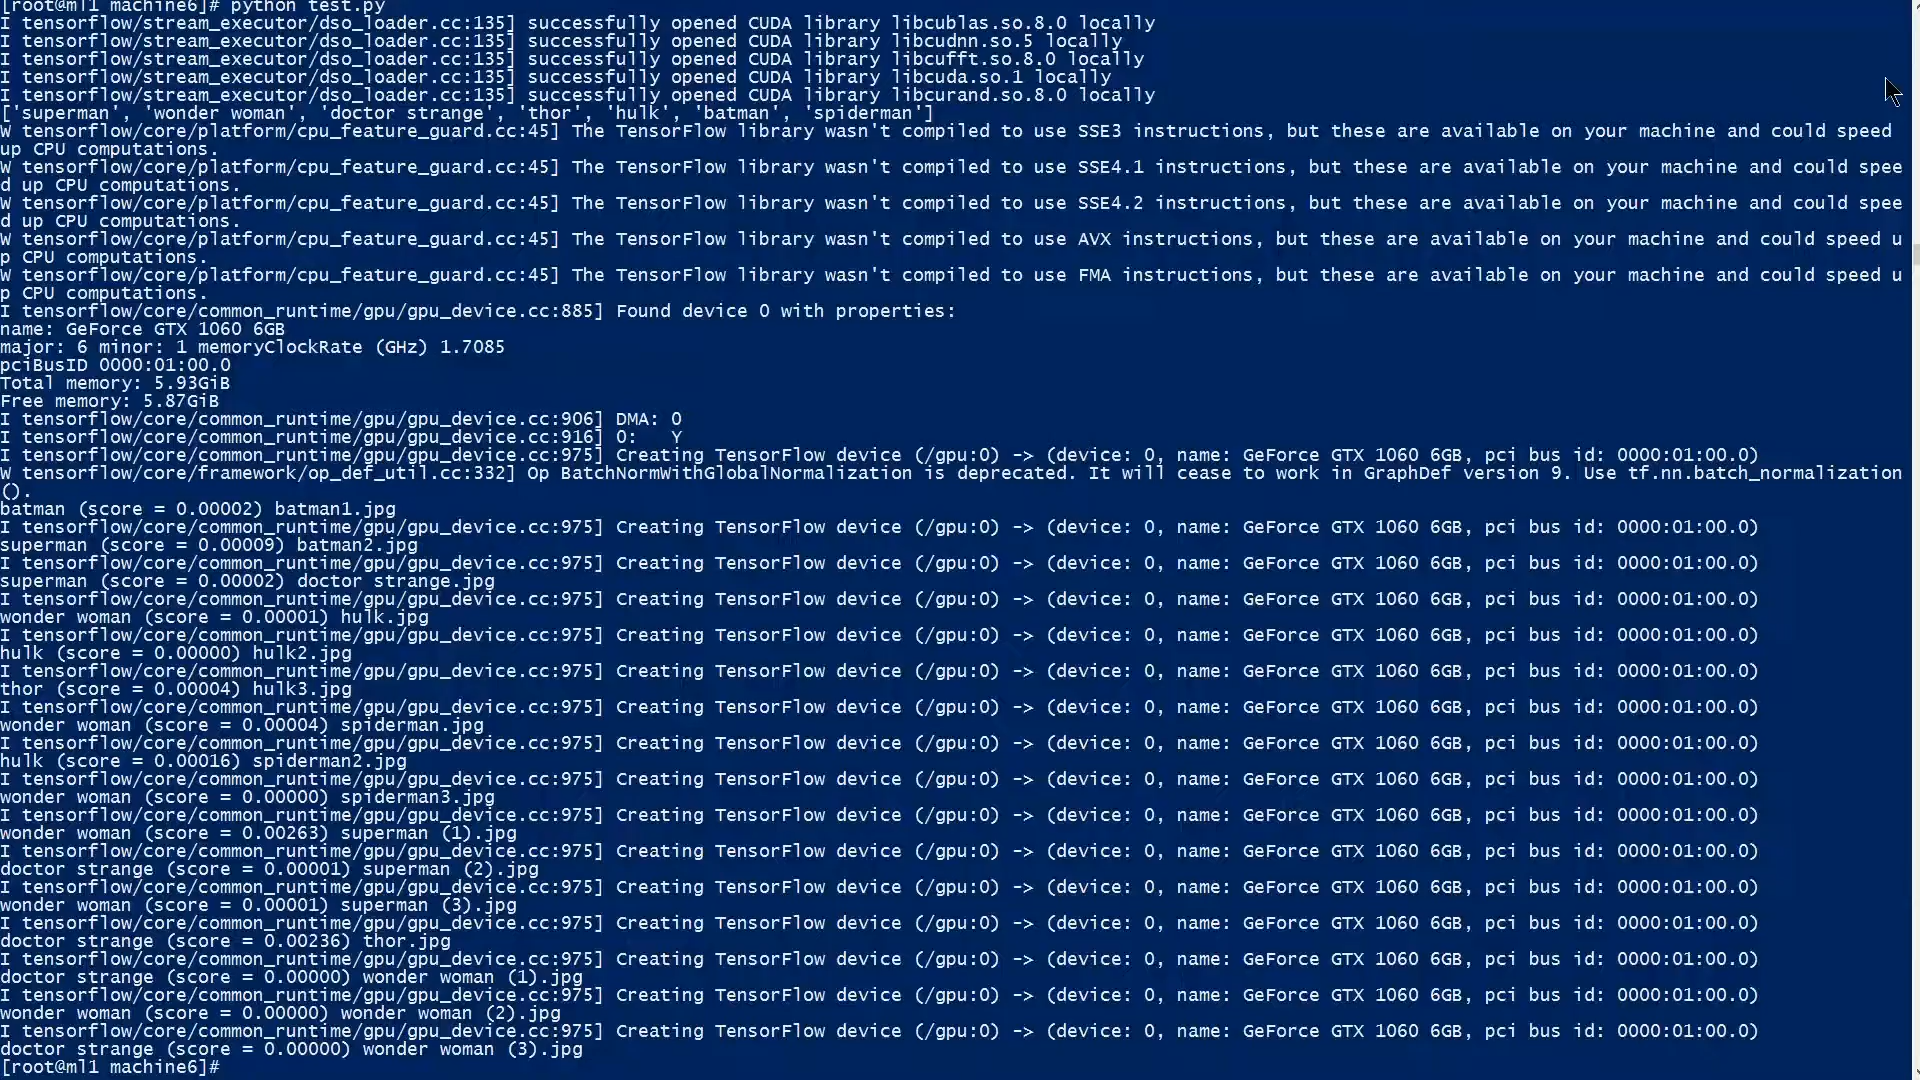 [root@ml1 machine6]# python test.py
I tensorflow/stream_executor/dso_loader.cc:135] successfully opened CUDA library libcublas.so.8.0 locally
I tensorflow/stream_executor/dso_loader.cc:135] successfully opened CUDA library libcudnn.so.5 locally
I tensorflow/stream_executor/dso_loader.cc:135] successfully opened CUDA library libcufft.so.8.0 locally
I tensorflow/stream_executor/dso_loader.cc:135] successfully opened CUDA library libcuda.so.1 locally
I tensorflow/stream_executor/dso_loader.cc:135] successfully opened CUDA library libcurand.so.8.0 locally
['superman', 'wonder woman', 'doctor strange', 'thor', 'hulk', 'batman', 'spiderman']
W tensorflow/core/platform/cpu_feature_guard.cc:45] The TensorFlow library wasn't compiled to use SSE3 instructions, but these are available on your machine and could speed
up CPU computations.
W tensorflow/core/platform/cpu_feature_guard.cc:45] The TensorFlow library wasn't compiled to use SSE4.1 instructions, but these are available on your machine and could spee
d up CPU computations.
W tensorflow/core/platform/cpu_feature_guard.cc:45] The TensorFlow library wasn't compiled to use SSE4.2 instructions, but these are available on your machine and could spee
d up CPU computations.
W tensorflow/core/platform/cpu_feature_guard.cc:45] The TensorFlow library wasn't compiled to use AVX instructions, but these are available on your machine and could speed u
p CPU computations.
W tensorflow/core/platform/cpu_feature_guard.cc:45] The TensorFlow library wasn't compiled to use FMA instructions, but these are available on your machine and could speed u
p CPU computations.
I tensorflow/core/common_runtime/gpu/gpu_device.cc:885] Found device 0 with properties:
name: GeForce GTX 1060 6GB
major: 6 minor: 1 memoryClockRate (GHz) 1.7085
pciBusID 0000:01:00.0
Total memory: 5.93GiB
Free memory: 5.87GiB
I tensorflow/core/common_runtime/gpu/gpu_device.cc:906] DMA: 0
I tensorflow/core/common_runtime/gpu/gpu_device.cc:916] 0:   Y
I tensorflow/core/common_runtime/gpu/gpu_device.cc:975] Creating TensorFlow device (/gpu:0) -> (device: 0, name: GeForce GTX 1060 6GB, pci bus id: 0000:01:00.0)
W tensorflow/core/framework/op_def_util.cc:332] Op BatchNormWithGlobalNormalization is deprecated. It will cease to work in GraphDef version 9. Use tf.nn.batch_normalization
().
batman (score = 0.00002) batman1.jpg
I tensorflow/core/common_runtime/gpu/gpu_device.cc:975] Creating TensorFlow device (/gpu:0) -> (device: 0, name: GeForce GTX 1060 6GB, pci bus id: 0000:01:00.0)
superman (score = 0.00009) batman2.jpg
I tensorflow/core/common_runtime/gpu/gpu_device.cc:975] Creating TensorFlow device (/gpu:0) -> (device: 0, name: GeForce GTX 1060 6GB, pci bus id: 0000:01:00.0)
superman (score = 0.00002) doctor strange.jpg
I tensorflow/core/common_runtime/gpu/gpu_device.cc:975] Creating TensorFlow device (/gpu:0) -> (device: 0, name: GeForce GTX 1060 6GB, pci bus id: 0000:01:00.0)
wonder woman (score = 0.00001) hulk.jpg
I tensorflow/core/common_runtime/gpu/gpu_device.cc:975] Creating TensorFlow device (/gpu:0) -> (device: 0, name: GeForce GTX 1060 6GB, pci bus id: 0000:01:00.0)
hulk (score = 0.00000) hulk2.jpg
I tensorflow/core/common_runtime/gpu/gpu_device.cc:975] Creating TensorFlow device (/gpu:0) -> (device: 0, name: GeForce GTX 1060 6GB, pci bus id: 0000:01:00.0)
thor (score = 0.00004) hulk3.jpg
I tensorflow/core/common_runtime/gpu/gpu_device.cc:975] Creating TensorFlow device (/gpu:0) -> (device: 0, name: GeForce GTX 1060 6GB, pci bus id: 0000:01:00.0)
wonder woman (score = 0.00004) spiderman.jpg
I tensorflow/core/common_runtime/gpu/gpu_device.cc:975] Creating TensorFlow device (/gpu:0) -> (device: 0, name: GeForce GTX 1060 6GB, pci bus id: 0000:01:00.0)
hulk (score = 0.00016) spiderman2.jpg
I tensorflow/core/common_runtime/gpu/gpu_device.cc:975] Creating TensorFlow device (/gpu:0) -> (device: 0, name: GeForce GTX 1060 6GB, pci bus id: 0000:01:00.0)
wonder woman (score = 0.00000) spiderman3.jpg
I tensorflow/core/common_runtime/gpu/gpu_device.cc:975] Creating TensorFlow device (/gpu:0) -> (device: 0, name: GeForce GTX 1060 6GB, pci bus id: 0000:01:00.0)
wonder woman (score = 0.00263) superman (1).jpg
I tensorflow/core/common_runtime/gpu/gpu_device.cc:975] Creating TensorFlow device (/gpu:0) -> (device: 0, name: GeForce GTX 1060 6GB, pci bus id: 0000:01:00.0)
doctor strange (score = 0.00001) superman (2).jpg
I tensorflow/core/common_runtime/gpu/gpu_device.cc:975] Creating TensorFlow device (/gpu:0) -> (device: 0, name: GeForce GTX 1060 6GB, pci bus id: 0000:01:00.0)
wonder woman (score = 0.00001) superman (3).jpg
I tensorflow/core/common_runtime/gpu/gpu_device.cc:975] Creating TensorFlow device (/gpu:0) -> (device: 0, name: GeForce GTX 1060 6GB, pci bus id: 0000:01:00.0)
doctor strange (score = 0.00236) thor.jpg
I tensorflow/core/common_runtime/gpu/gpu_device.cc:975] Creating TensorFlow device (/gpu:0) -> (device: 0, name: GeForce GTX 1060 6GB, pci bus id: 0000:01:00.0)
doctor strange (score = 0.00000) wonder woman (1).jpg
I tensorflow/core/common_runtime/gpu/gpu_device.cc:975] Creating TensorFlow device (/gpu:0) -> (device: 0, name: GeForce GTX 1060 6GB, pci bus id: 0000:01:00.0)
wonder woman (score = 0.00000) wonder woman (2).jpg
I tensorflow/core/common_runtime/gpu/gpu_device.cc:975] Creating TensorFlow device (/gpu:0) -> (device: 0, name: GeForce GTX 1060 6GB, pci bus id: 0000:01:00.0)
doctor strange (score = 0.00000) wonder woman (3).jpg
[root@ml1 machine6]#